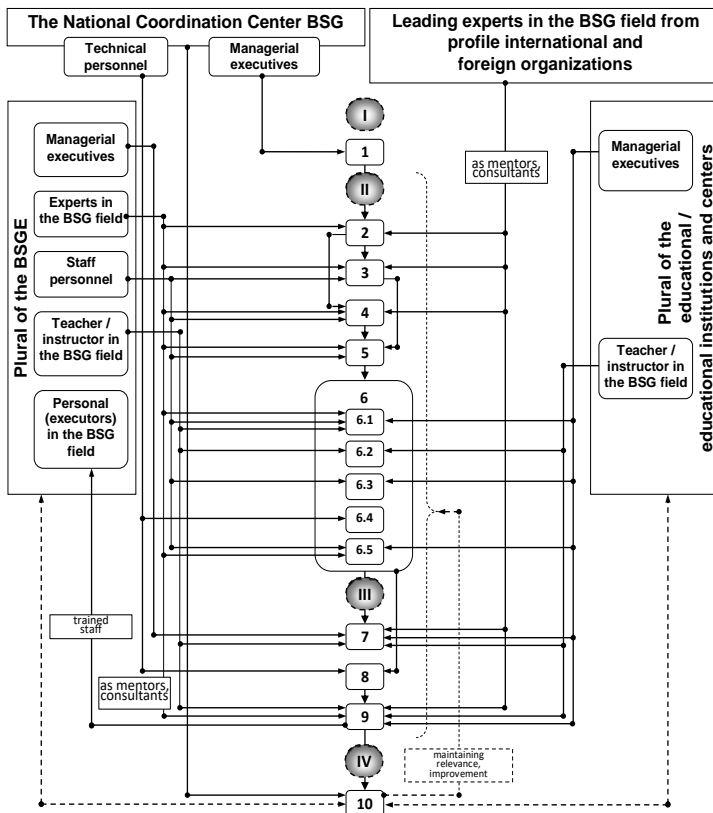 The National Coordination Center BSG
Technical
personnel
Managerial
executives
Leading experts in the BSG field from
profile international and
foreign organizations
Plural of the BSGE
Managerial
executives
Experts in
the BSG field
Staff
personnel
Teacher /
instructor in
the BSG field
Personal
(executors)
in the BSG
field
trained
staff
as mentors,
consultants
I
1
II
2
3
4
5
6
6.1
6.2
6.3
6.4
6.5
III
7
8
9
IV
10
as mentors,
consultants
maintaining
relevance,
improvement
Managerial
executives
Teacher /
instructor in
the BSG field
Plural of the
educational /
educational institutions and centers